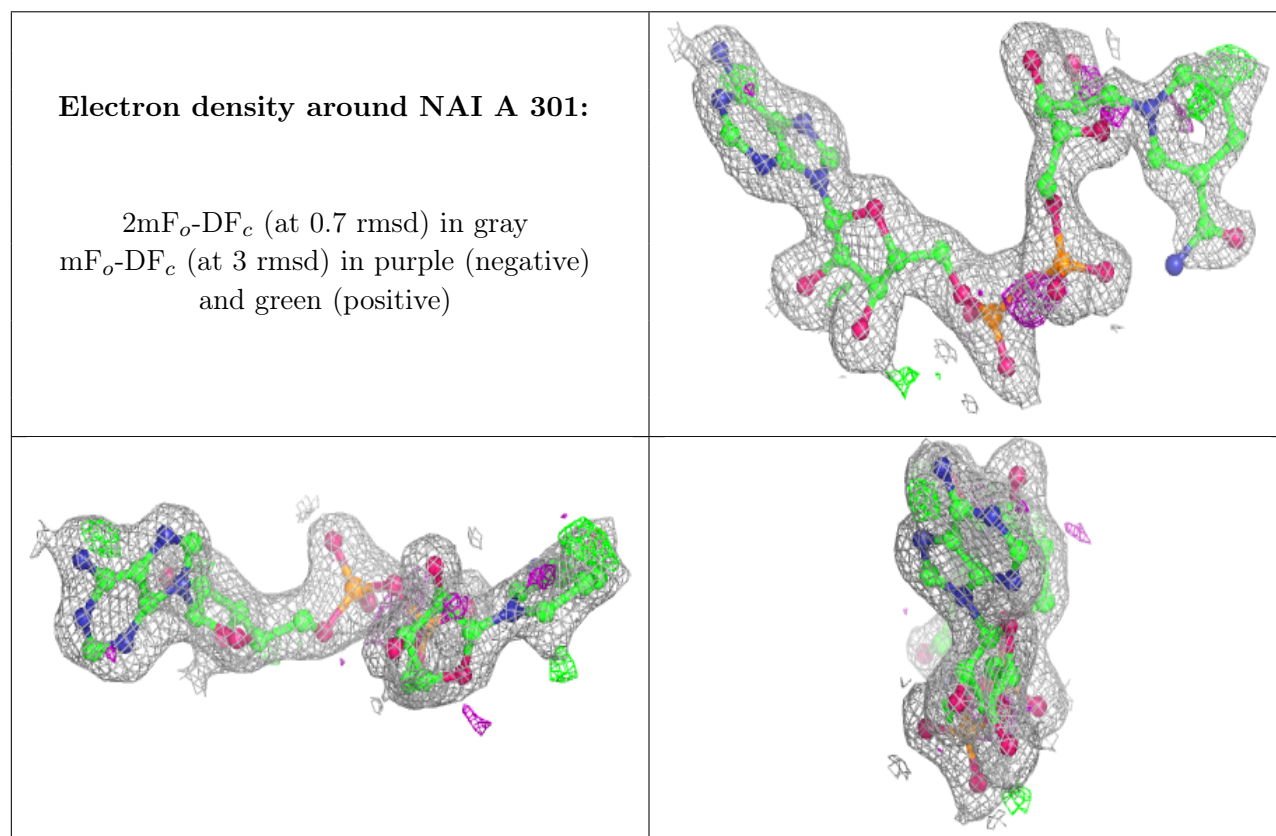 Electron density around NAI A 301:
2mFo-DFc (at 0.7 rmsd) in gray
mFo-DFc (at 3 rmsd) in purple (negative)
and green (positive)